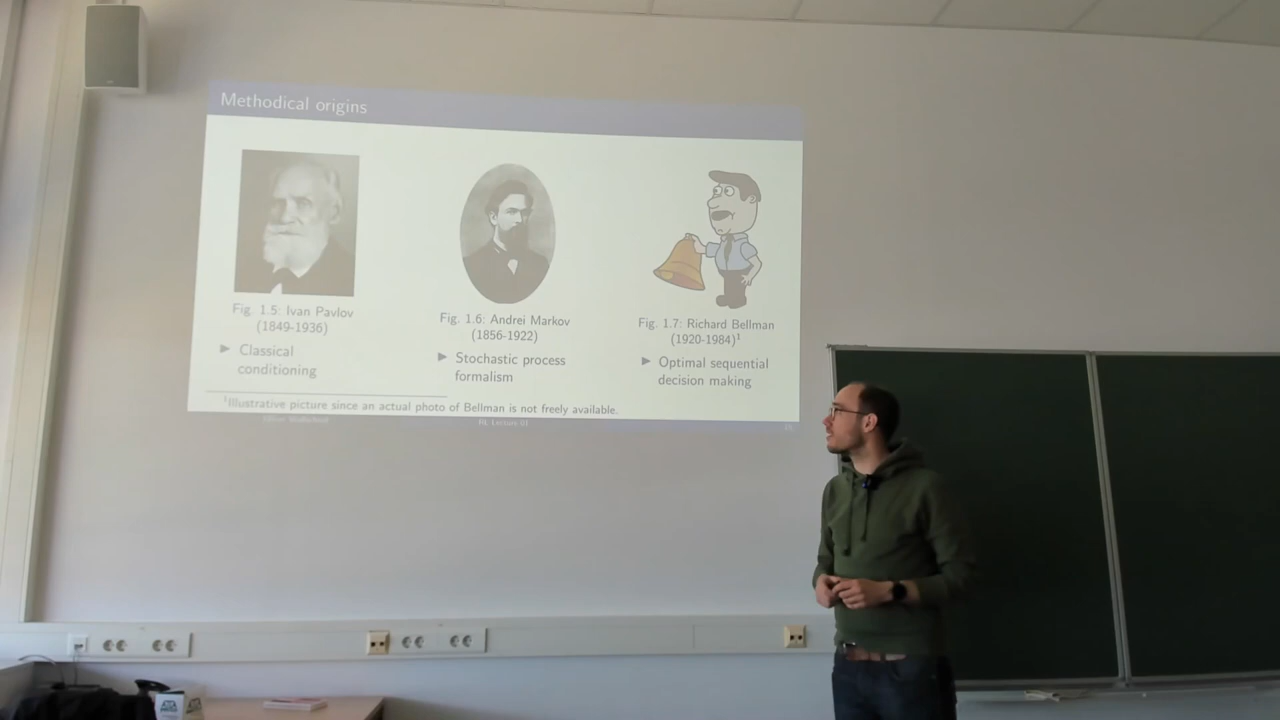 Methodical origins
Fig. 1.5: Ivan Pavlov
(1849-1936)
▶ Classical
conditioning
Fig. 1.6: Andrei Markov
(1856-1922)
▶ Stochastic process
formalism
Fig. 1.7: Richard Bellman
(1920-1984)¹
▶ Optimal sequential
decision making
¹Illustrative picture since an actual photo of Bellman is not freely available.
RL Lecture 01